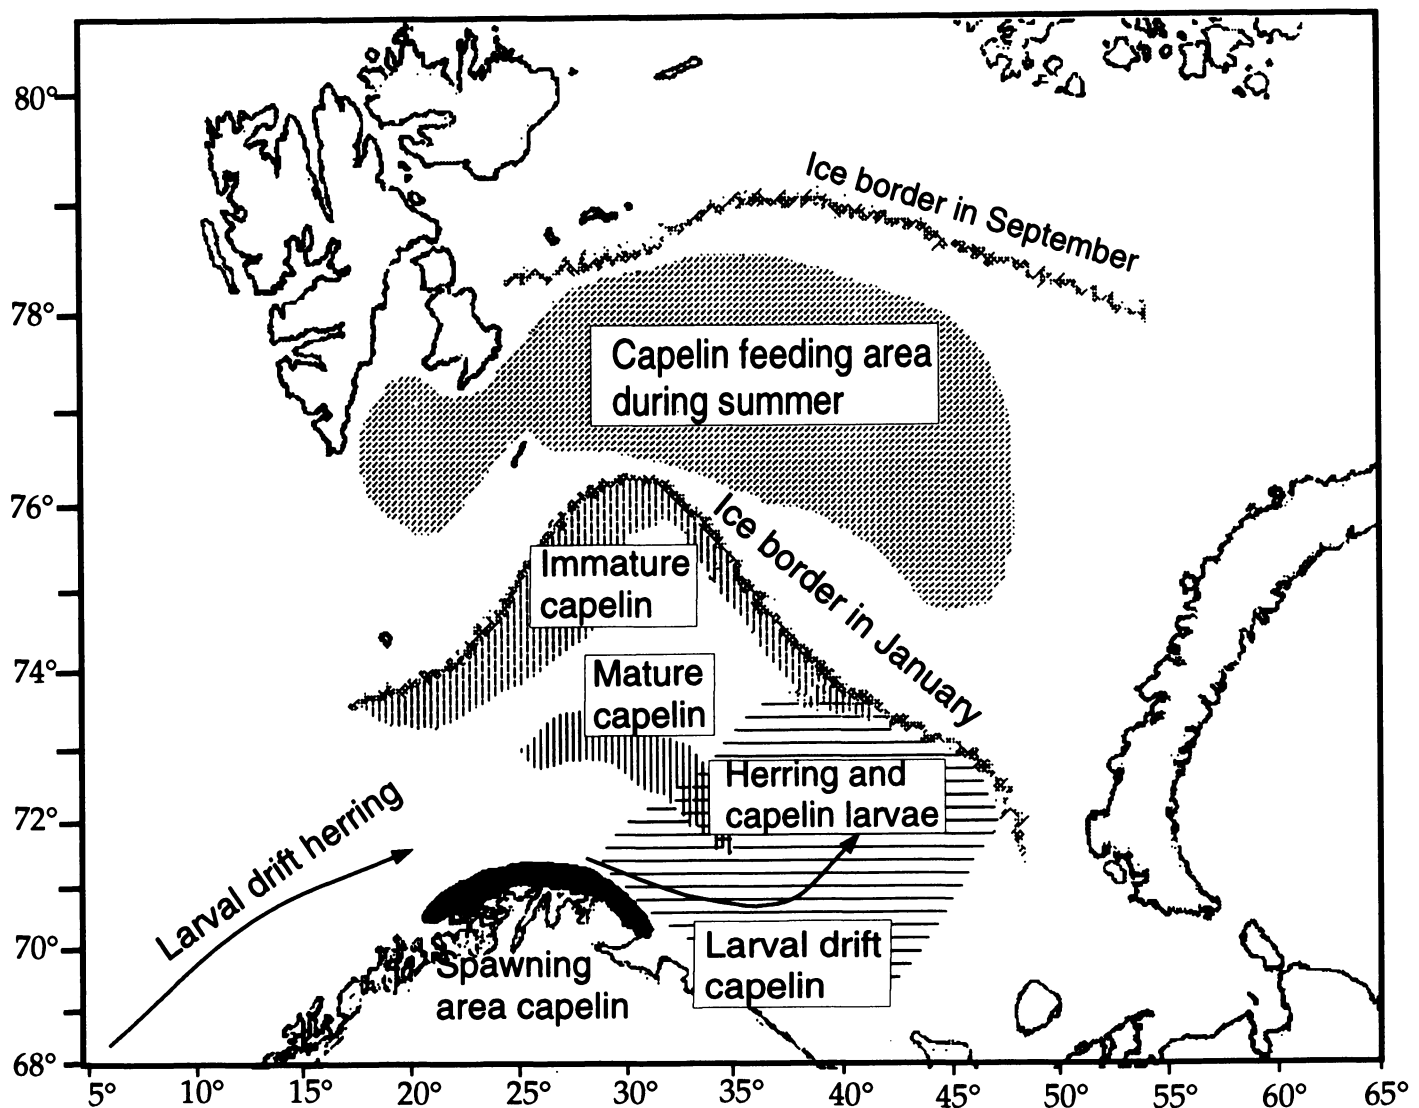 80°
78°
76°
74°
72°
70°
68°
5°
10°
15°
20°
25°
30°
35°
40°
45°
50°
55°
60°
65°
Ice border in September
Capelin feeding area
during summer
Ice border in January
Immature
capelin
Mature
capelin
Herring and
capelin larvae
Larval drift herring
Larval drift
capelin
Spawning
area capelin